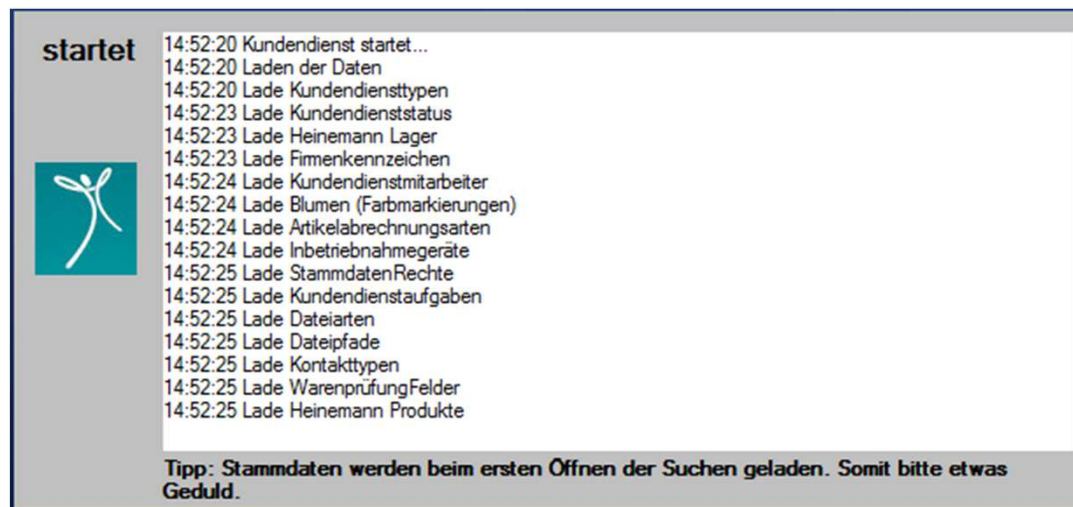 startet
14:52:20 Kundendienst startet...
14:52:20 Laden der Daten
14:52:20 Lade Kundendiensttypen
14:52:23 Lade Kundendienststatus
14:52:23 Lade Heinemann Lager
14:52:23 Lade Firmenkennzeichen
14:52:24 Lade Kundendienstmitarbeiter
14:52:24 Lade Blumen (Farbmarkierungen)
14:52:24 Lade Artikelabrechnungsarten
14:52:24 Lade Inbetriebnahmegeräte
14:52:25 Lade StammdatenRechte
14:52:25 Lade Kundendienstaufgaben
14:52:25 Lade Dateiarten
14:52:25 Lade Dateipfade
14:52:25 Lade Kontakttypen
14:52:25 Lade WarenprüfungFelder
14:52:25 Lade Heinemann Produkte
Tipp: Stammdaten werden beim ersten Öffnen der Suchen geladen. Somit bitte etwas
Geduld.